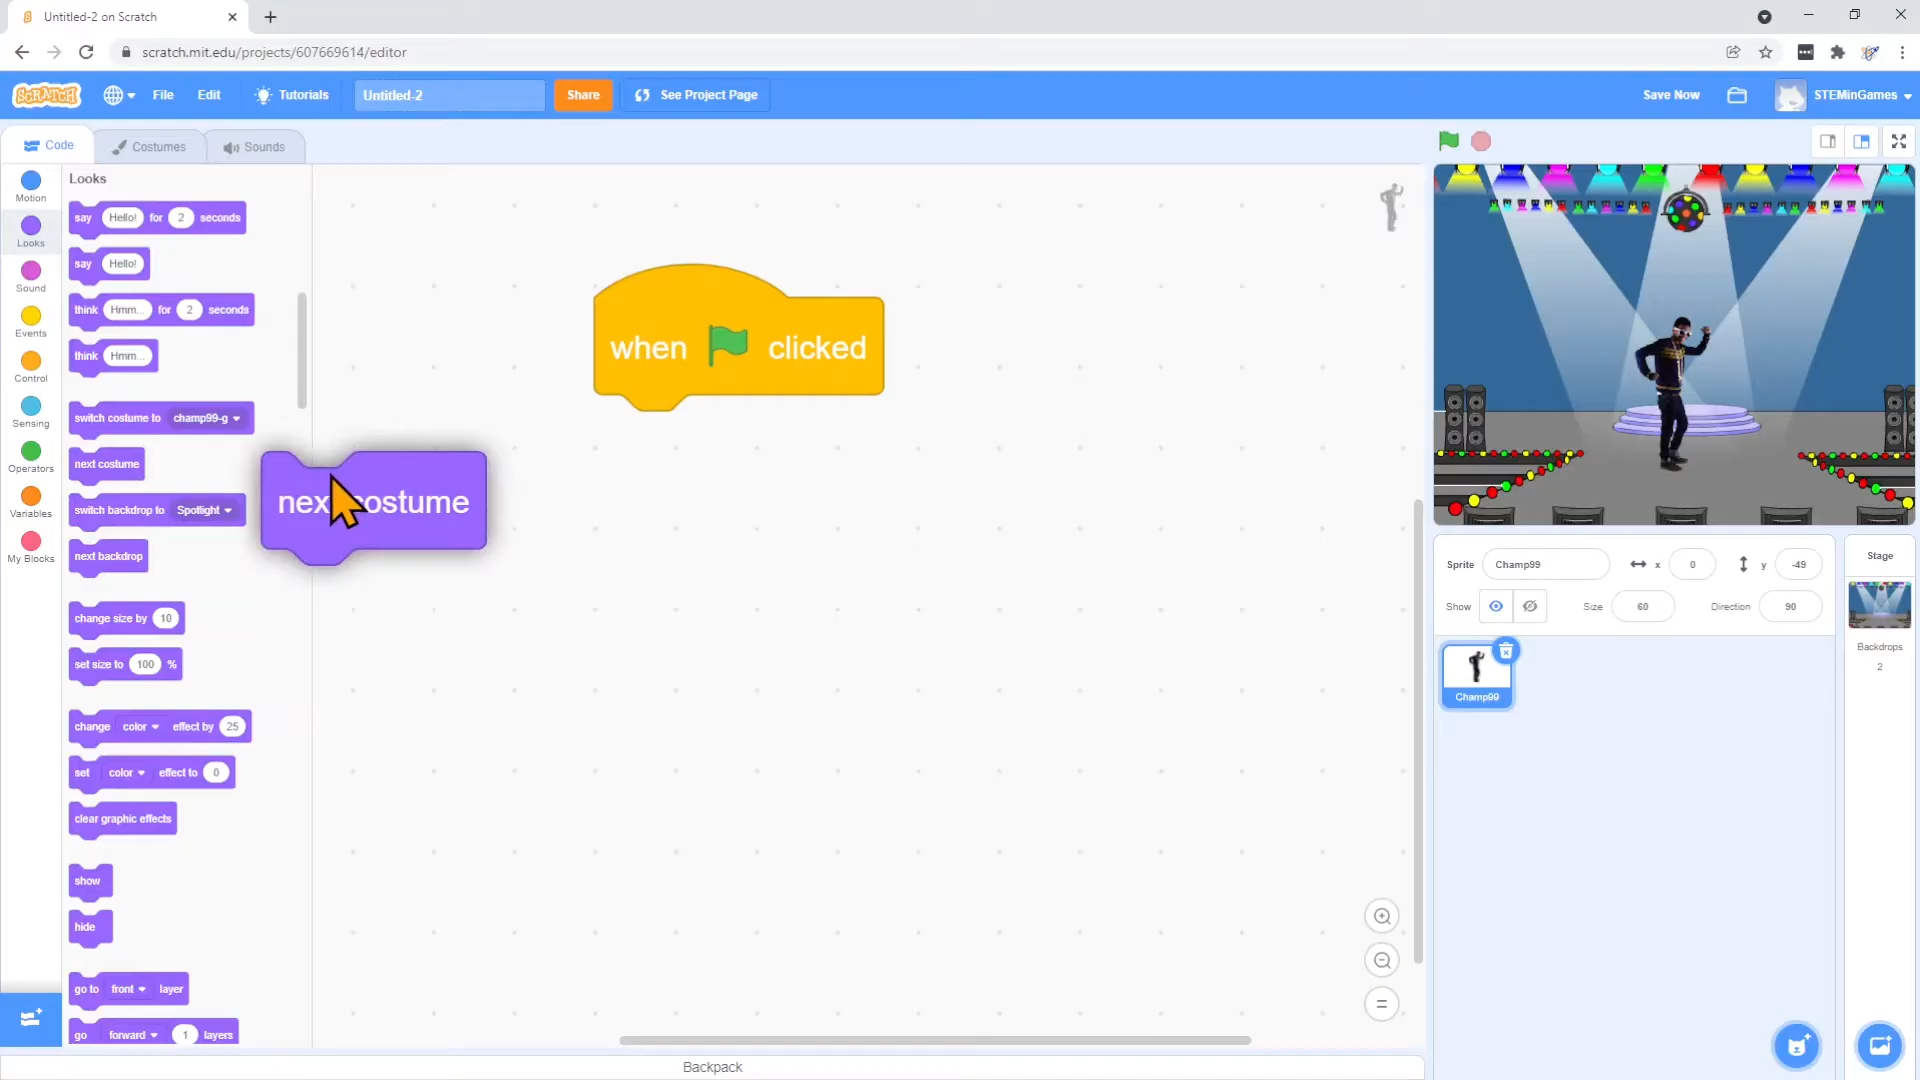 Untitled-2 on Scratch
scratch.mit.edu/projects/607669614/editor
SCRATCH
File
Edit
Tutorials
Untitled-2
Share
See Project Page
Save Now
STEMinGames
Code
Costumes
Sounds
Motion
Looks
Sound
Events
Control
Sensing
Operators
Variables
My Blocks
Looks
say Hello! for 2 seconds
say Hello!
think Hmm... for 2 seconds
think Hmm...
switch costume to champ99-g
next costume
switch backdrop to Spotlight
next backdrop
change size by 10
set size to 100 %
change color effect by 25
set color effect to 0
clear graphic effects
show
hide
go to front layer
go forward 1 layers
when clicked
next costume
Sprite Champ99 x 0 y -49
Show Size 60 Direction 90
Champ99
Stage
Backdrops
2
Backpack